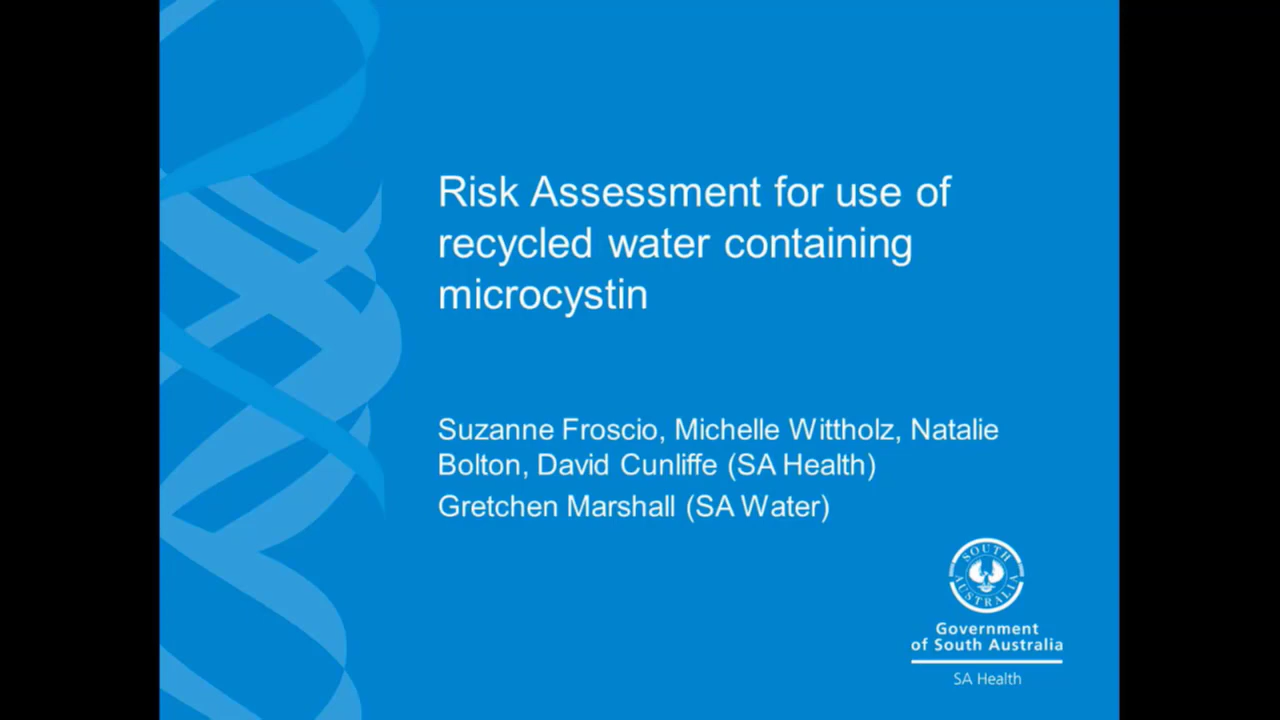 Risk Assessment for use of
recycled water containing
microcystin
Suzanne Froscio, Michelle Wittholz, Natalie
Bolton, David Cunliffe (SA Health)
Gretchen Marshall (SA Water)
SOUTH
AUSTRALIA
Government
of South Australia
SA Health